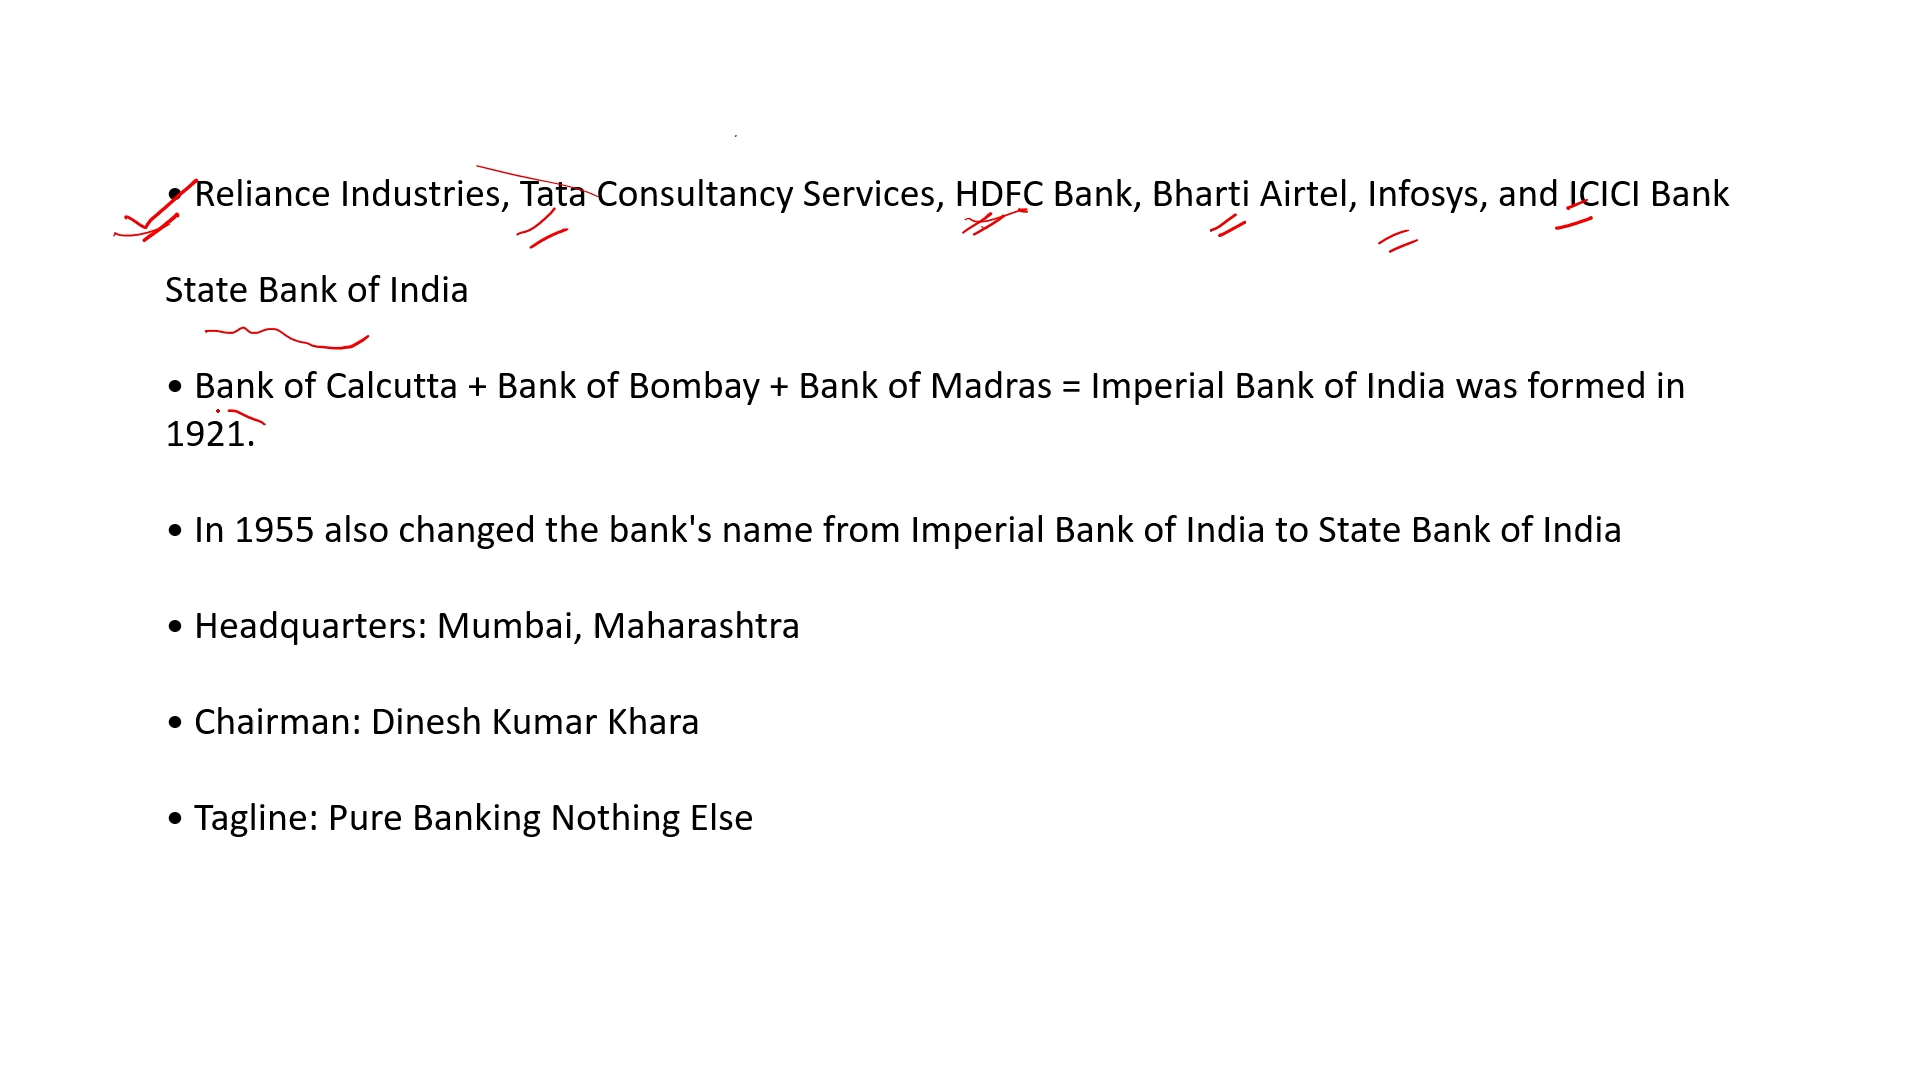 • Reliance Industries, Tata Consultancy Services, HDFC Bank, Bharti Airtel, Infosys, and ICICI Bank
State Bank of India
• Bank of Calcutta + Bank of Bombay + Bank of Madras = Imperial Bank of India was formed in
1921.
• In 1955 also changed the bank's name from Imperial Bank of India to State Bank of India
• Headquarters: Mumbai, Maharashtra
• Chairman: Dinesh Kumar Khara
• Tagline: Pure Banking Nothing Else